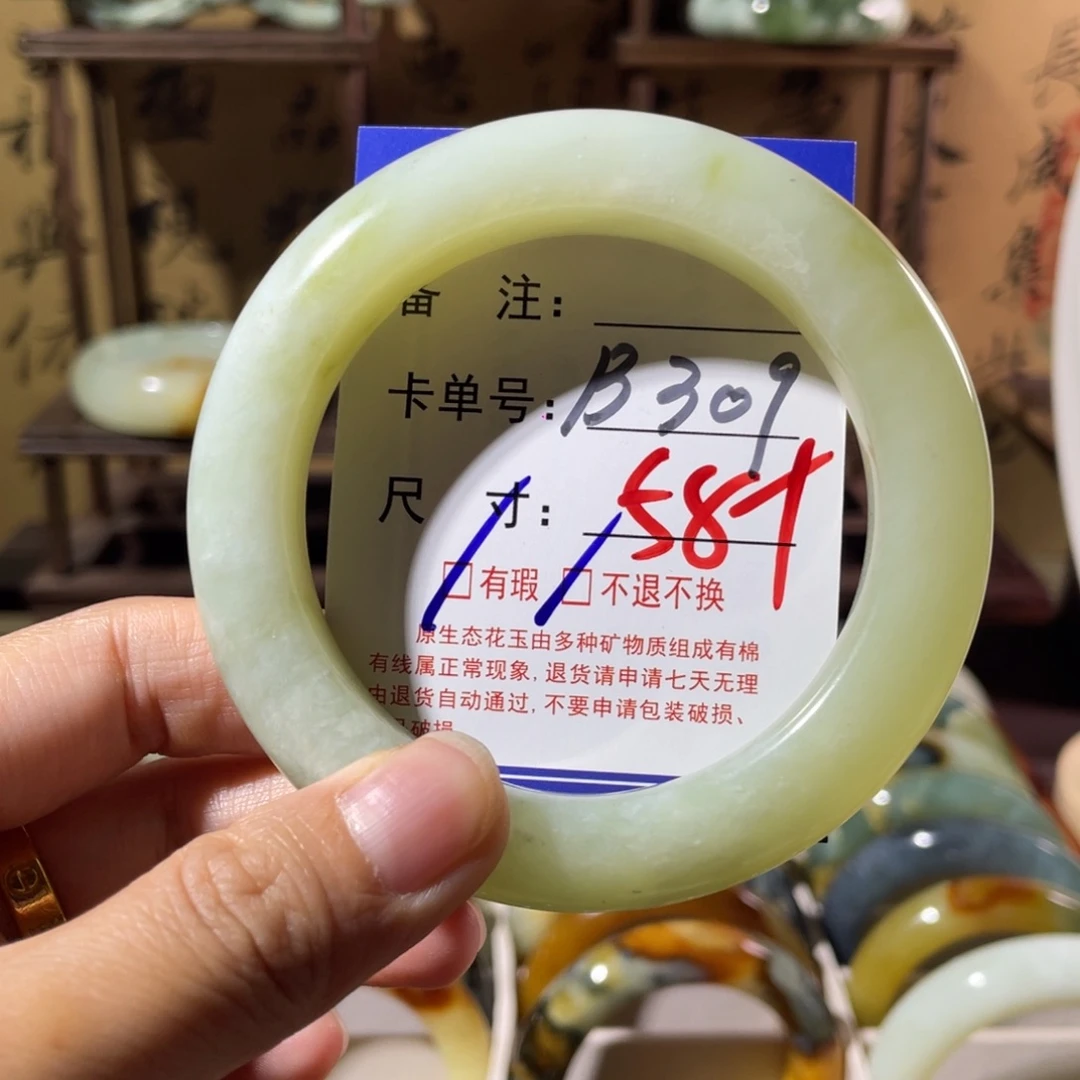 备 注：
卡单号：B309
尺 寸：58+
有瑕 不退不换
原生态花玉由多种矿物质组成有棉
有线属正常现象，退货请申请七天无理
由退货自动通过，不要申请包装破损、
破损